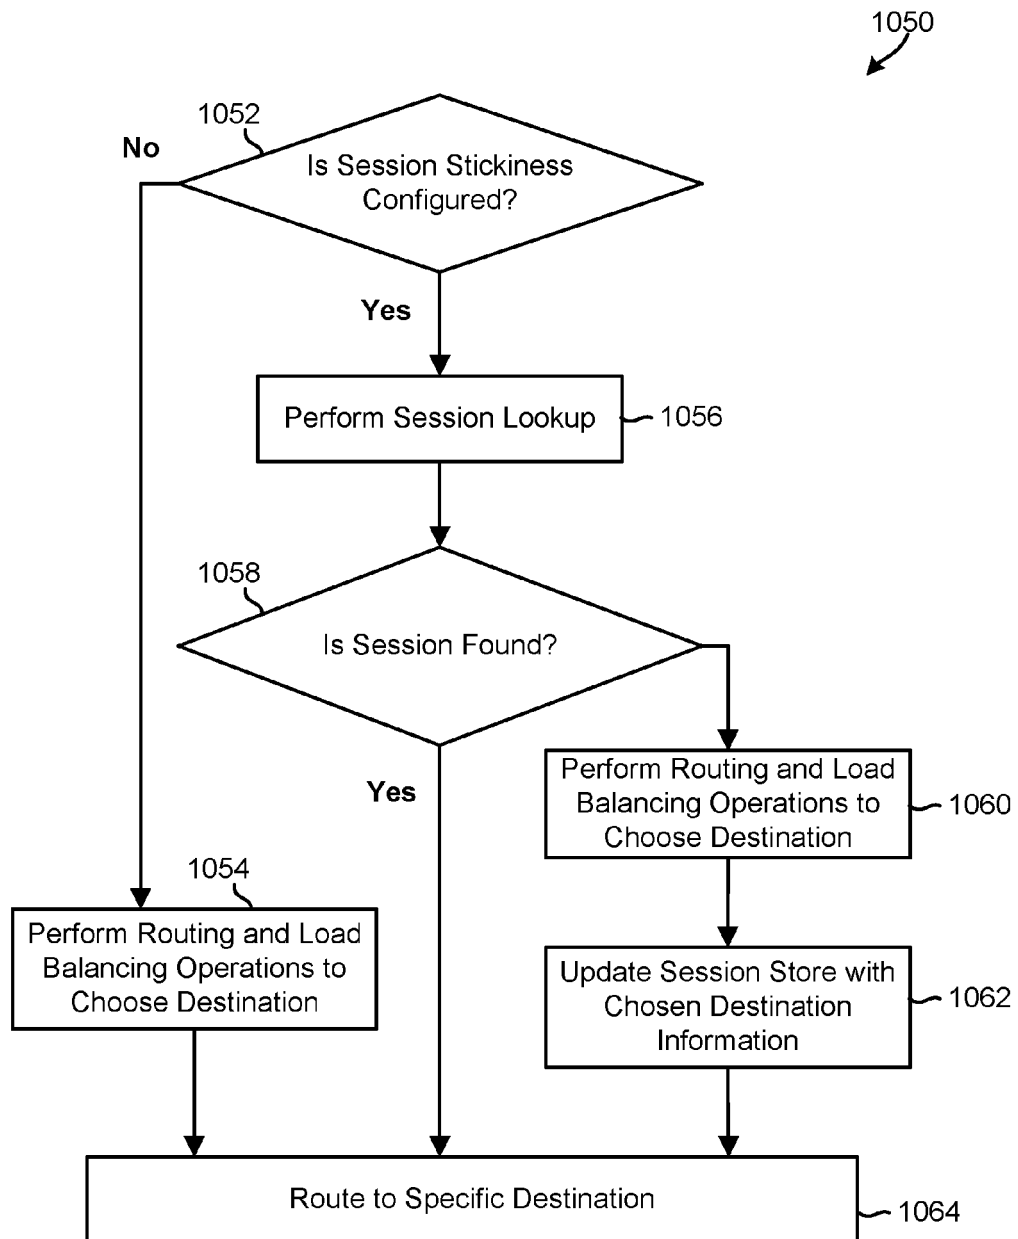 1050
1052
No
Is Session Stickiness
Configured?
Yes
Perform Session Lookup
1056
1058
Is Session Found?
Yes
Perform Routing and Load
Balancing Operations to
Choose Destination
1060
1054
Perform Routing and Load
Balancing Operations to
Choose Destination
Update Session Store with
Chosen Destination
Information
1062
Route to Specific Destination
1064